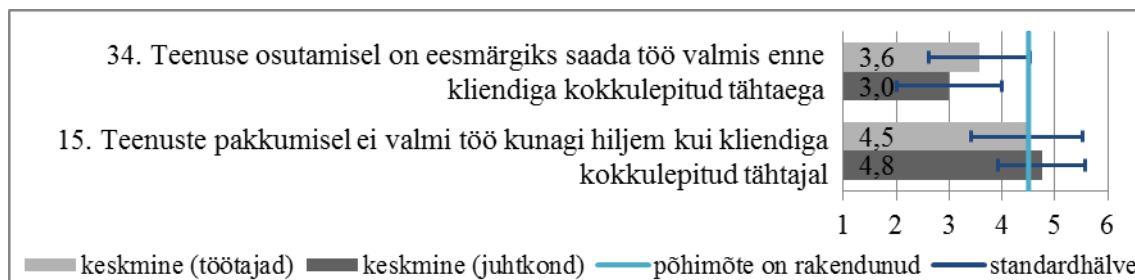 34. Teenuse osutamisel on eesmärgiks saada töö valmis enne
kliendiga kokkulepitud tähtaega
3,6
3,0
15. Teenuste pakkumisel ei valmi töö kunagi hiljem kui kliendiga
kokkulepitud tähtajal
4,5
4,8
1 2 3 4 5 6
keskmine (töötajad) keskmine (juhtkond) põhimõte on rakendunud standardhälve